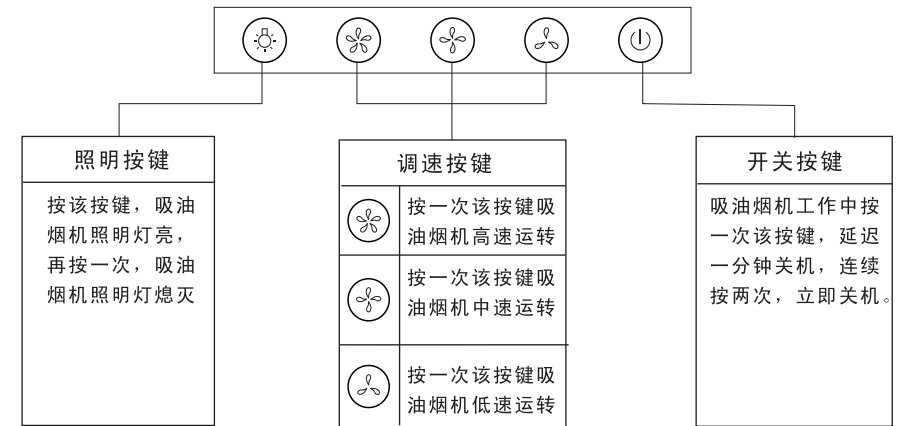 照明按键
按该按键，吸油
烟机照明灯亮，
再按一次，吸油
烟机照明灯熄灭
调速按键
按一次该按键吸
油烟机高速运转
按一次该按键吸
油烟机中速运转
按一次该按键吸
油烟机低速运转
开关按键
吸油烟机工作中按
一次该按键，延迟
一分钟关机，连续
按两次，立即关机。